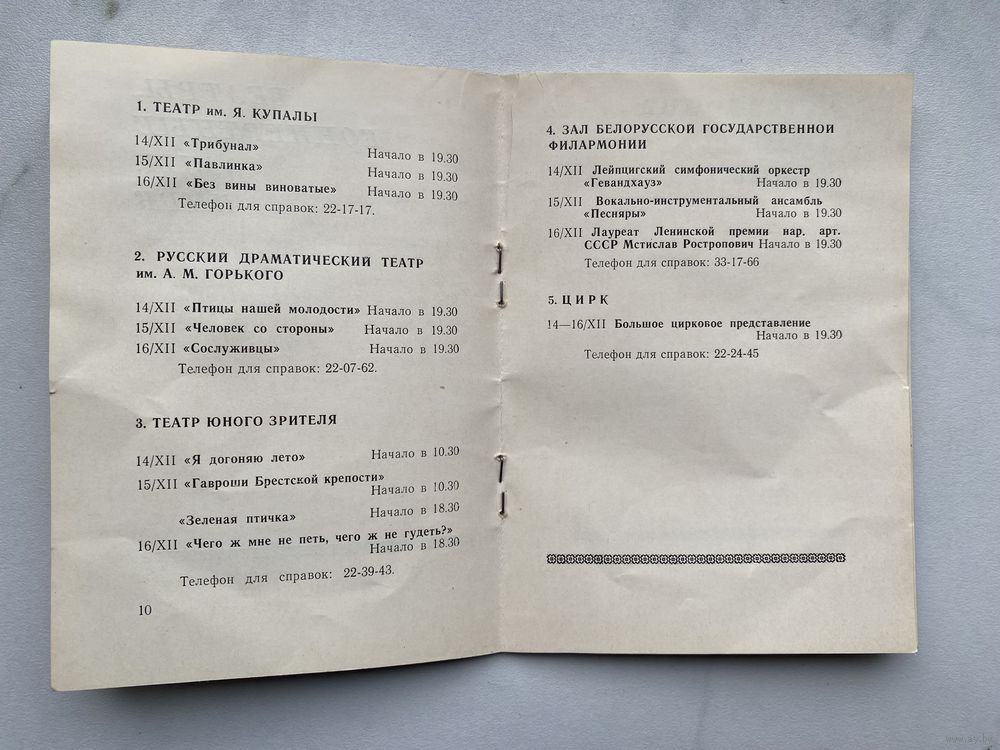 1. ТЕАТР им. Я. КУПАЛЫ
14/XII «Трибунал» Начало в 19.30
15/XII «Павлинка» Начало в 19.30
16/XII «Без вины виноватые» Начало в 19.30
Телефон для справок: 22-17-17.
2. РУССКИЙ ДРАМАТИЧЕСКИЙ ТЕАТР
им. А. М. ГОРЬКОГО
14/XII «Птицы нашей молодости» Начало в 19.30
15/XII «Человек со стороны» Начало в 19.30
16/XII «Сослуживцы» Начало в 19.30
Телефон для справок: 22-07-62.
3. ТЕАТР ЮНОГО ЗРИТЕЛЯ
14/XII «Я догоняю лето» Начало в 10.30
15/XII «Гавроши Брестской крепости»
Начало в 10.30
«Зеленая птичка» Начало в 18.30
16/XII «Чего ж мне не петь, чего ж не гудеть?»
Начало в 18.30
Телефон для справок: 22-39-43.
10
4. ЗАЛ БЕЛОРУССКОЙ ГОСУДАРСТВЕННОЙ
ФИЛАРМОНИИ
14/XII Лейпцигский симфонический оркестр
«Гевандхауз» Начало в 19.30
15/XII Вокально-инструментальный ансамбль
«Песняры» Начало в 19.30
16/XII Лауреат Ленинской премии нар. арт.
СССР Мстислав Ростропович Начало в 19.30
Телефон для справок: 33-17-66
5. ЦИРК
14—16/XII Большое цирковое представление
Начало в 19.30
Телефон для справок: 22-24-45